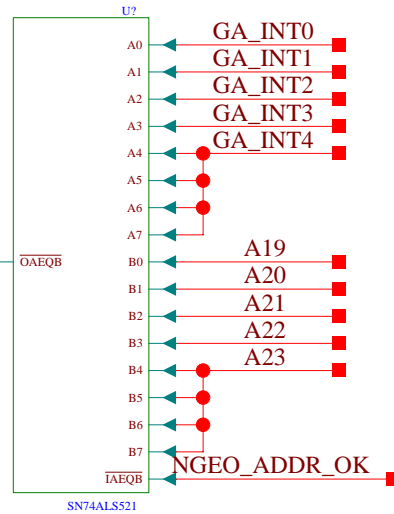 U?
A0 GA_INT0
A1 GA_INT1
A2 GA_INT2
A3 GA_INT3
A4 GA_INT4
A5
A6
A7
OAEQB B0 A19
B1 A20
B2 A21
B3 A22
B4 A23
B5
B6
B7
IAEQB NGEO_ADDR_OK
SN74ALS521